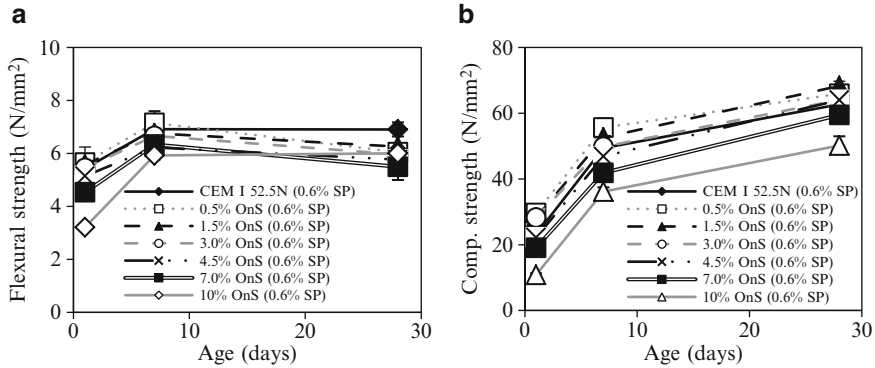 a
Flexural strength (N/mm²)
10
8
6
4
2
0
CEM I 52.5N (0.6% SP)
0.5% OnS (0.6% SP)
1.5% OnS (0.6% SP)
3.0% OnS (0.6% SP)
4.5% OnS (0.6% SP)
7.0% OnS (0.6% SP)
10% OnS (0.6% SP)
0 10 20 30
Age (days)
b
Comp. strength (N/mm²)
80
60
40
20
0
CEM I 52.5N (0.6% SP)
0.5% OnS (0.6% SP)
1.5% OnS (0.6% SP)
3.0% OnS (0.6% SP)
4.5% OnS (0.6% SP)
7.0% OnS (0.6% SP)
10% OnS (0.6% SP)
0 10 20 30
Age (days)